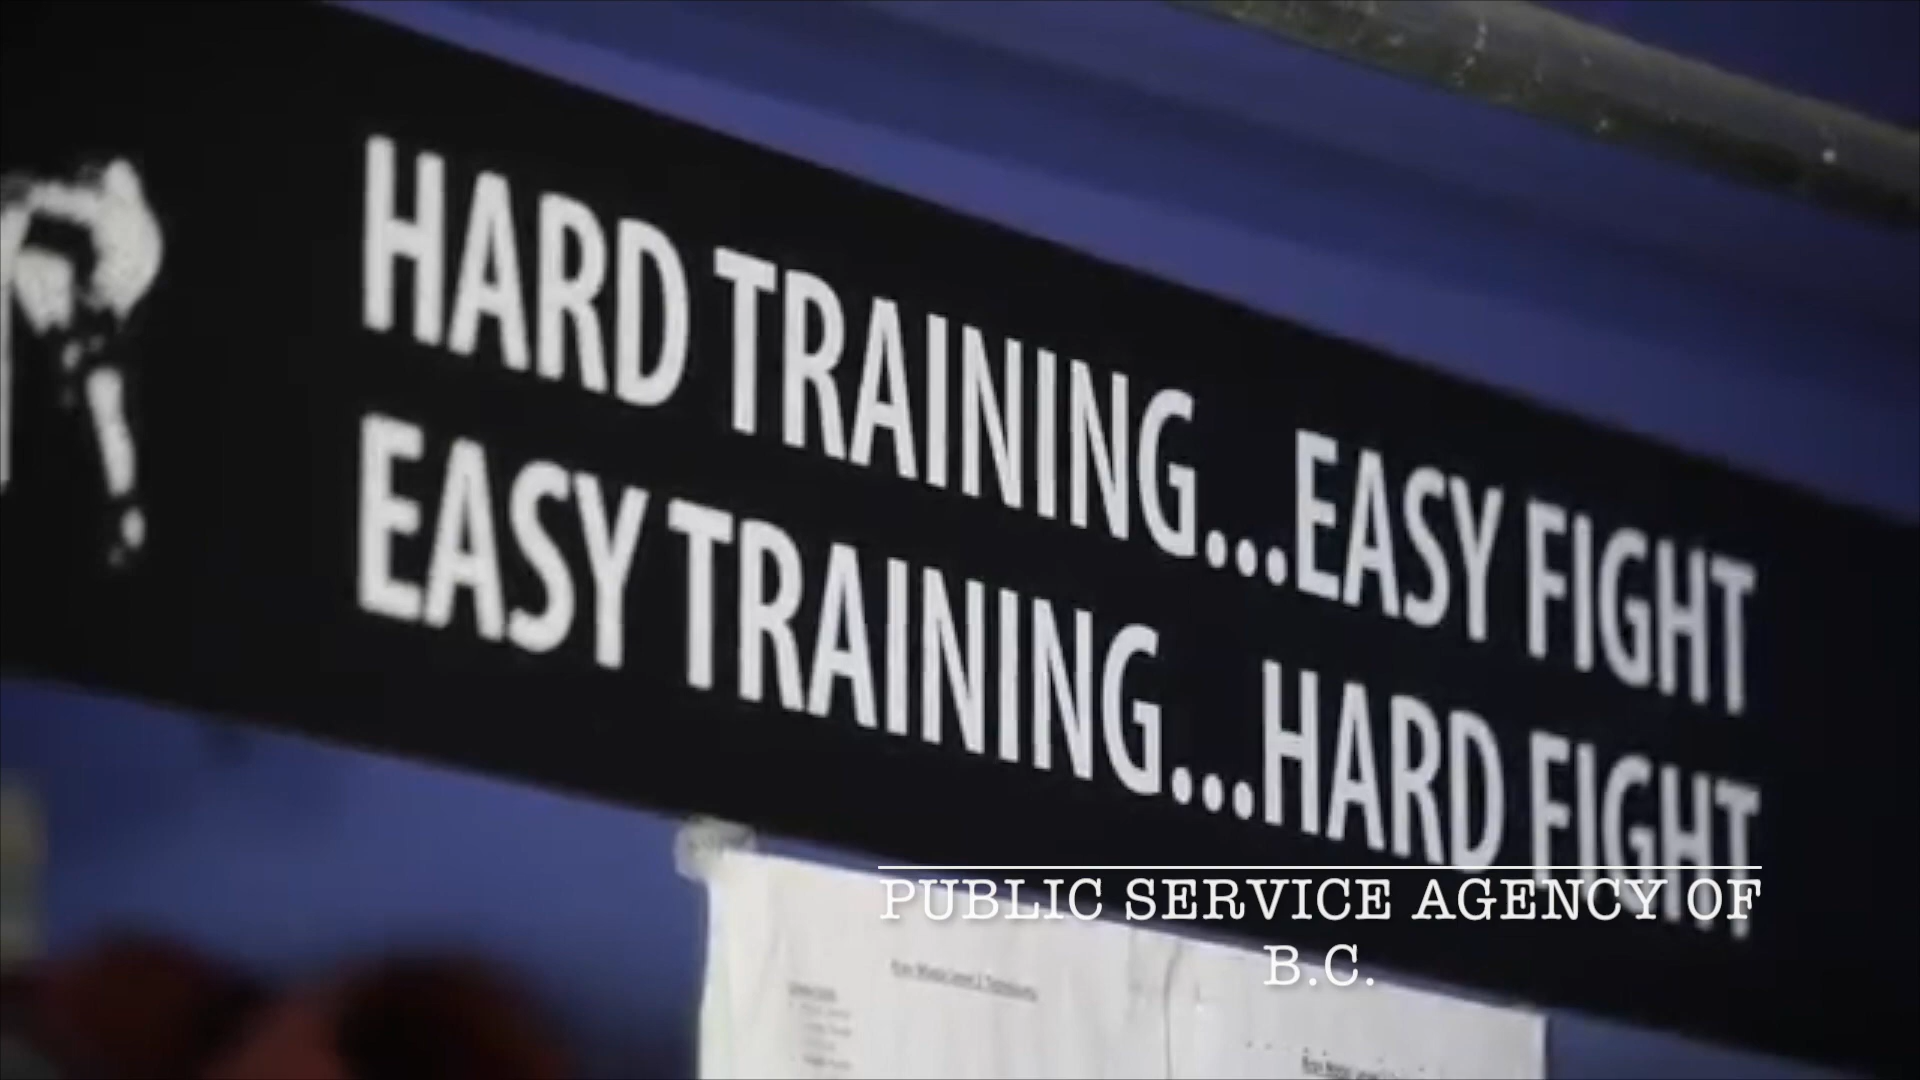 HARD TRAINING...EASY FIGHT
EASY TRAINING...HARD FIGHT
PUBLIC SERVICE AGENCY OF
B.C.